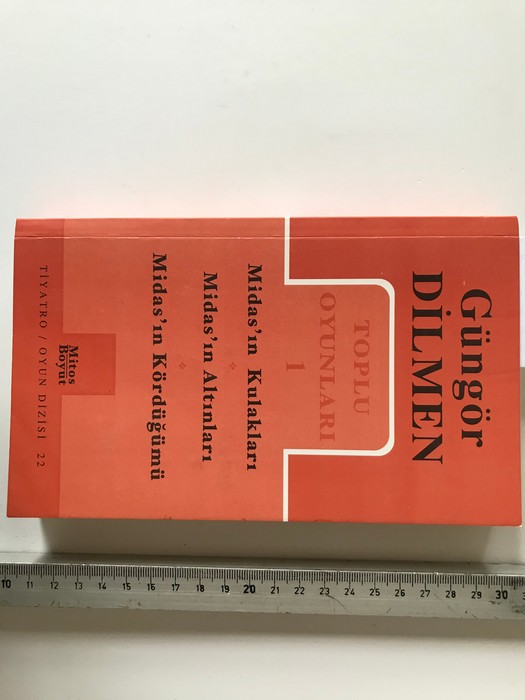 Güngör
DİLMEN
TOPLU
OYUNLARI
1
Midas'ın Kulakları
Midas'ın Altınları
Midas'ın Kördüğümü
Mitos
Boyut
TİYATRO / OYUN DİZİSİ 22
10 11 12 13 14 15 16 17 18 19 20 21 22 23 24 25 26 27 28 29 30 31